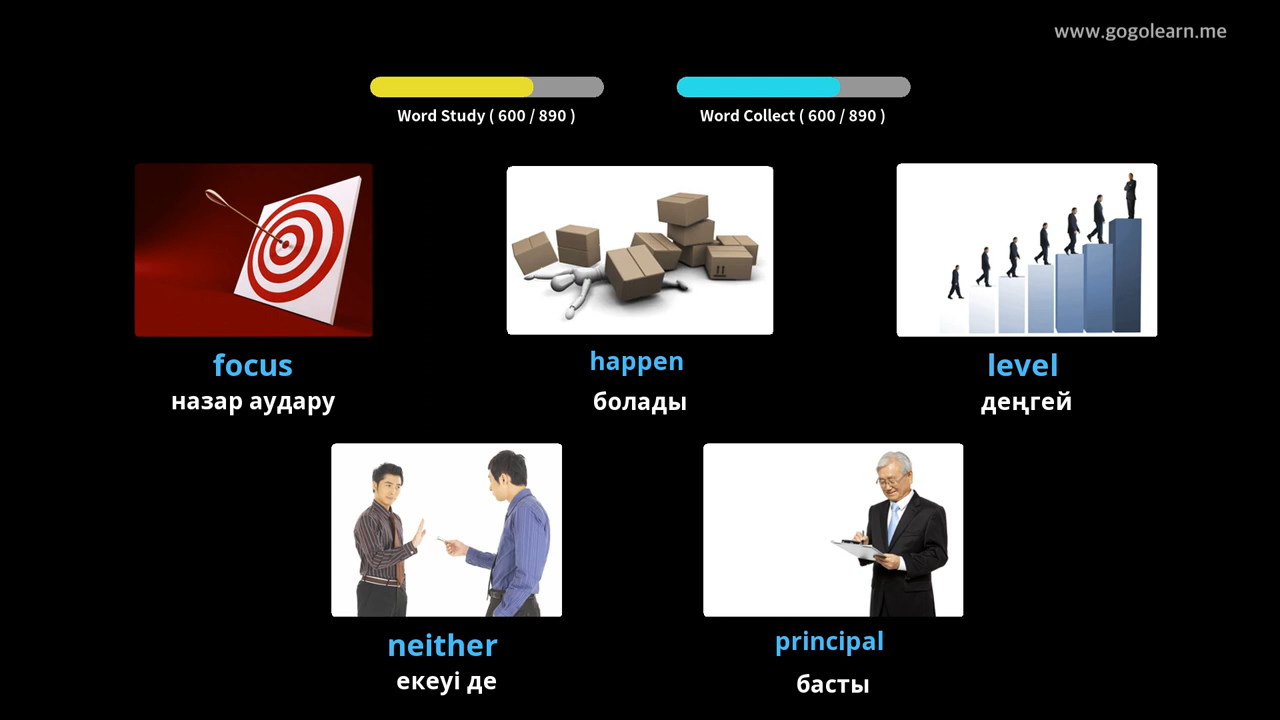 www.gogolearn.me
Word Study ( 600 / 890 )
Word Collect ( 600 / 890 )
focus
назар аудару
happen
болады
level
деңгей
neither
екеуі де
principal
басты